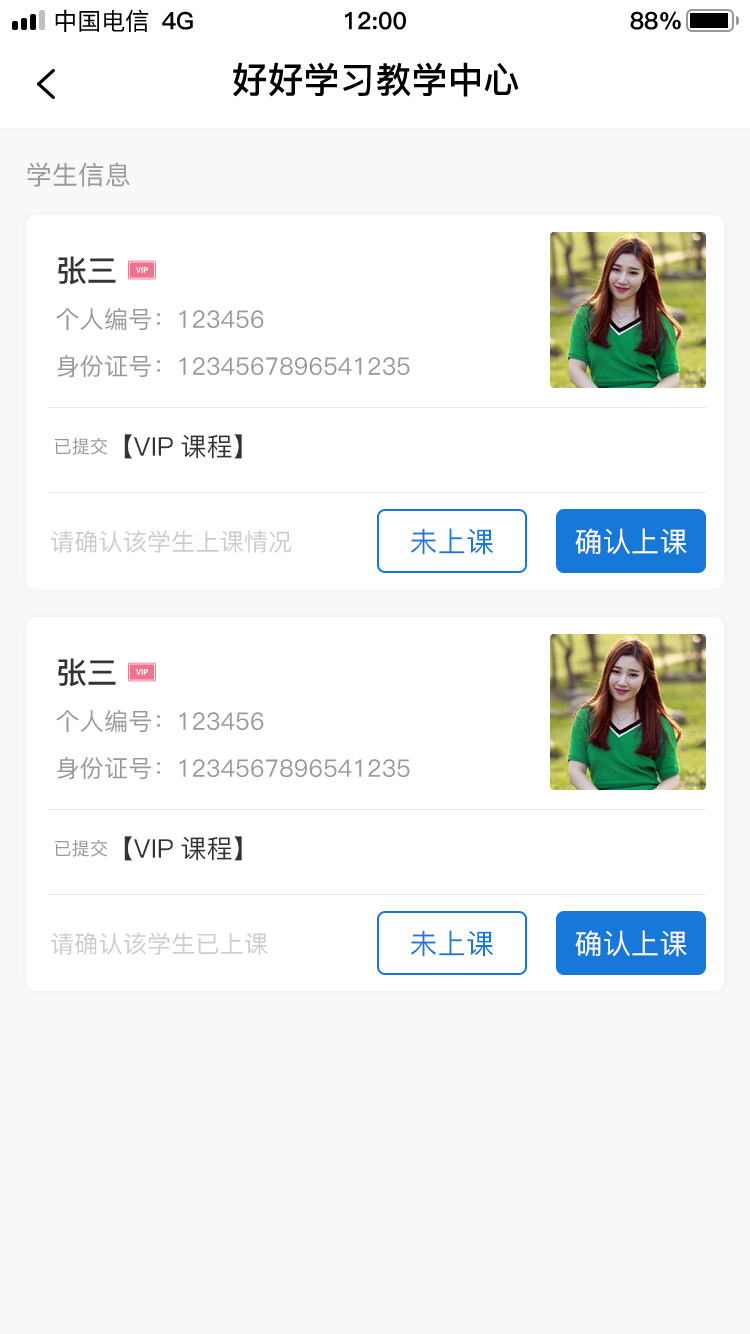 中国电信 4G 12:00 88%
好好学习教学中心
学生信息
张三 VIP
个人编号：123456
身份证号：1234567896541235
已提交【VIP 课程】
请确认该学生上课情况 未上课 确认上课
张三 VIP
个人编号：123456
身份证号：1234567896541235
已提交【VIP 课程】
请确认该学生已上课 未上课 确认上课